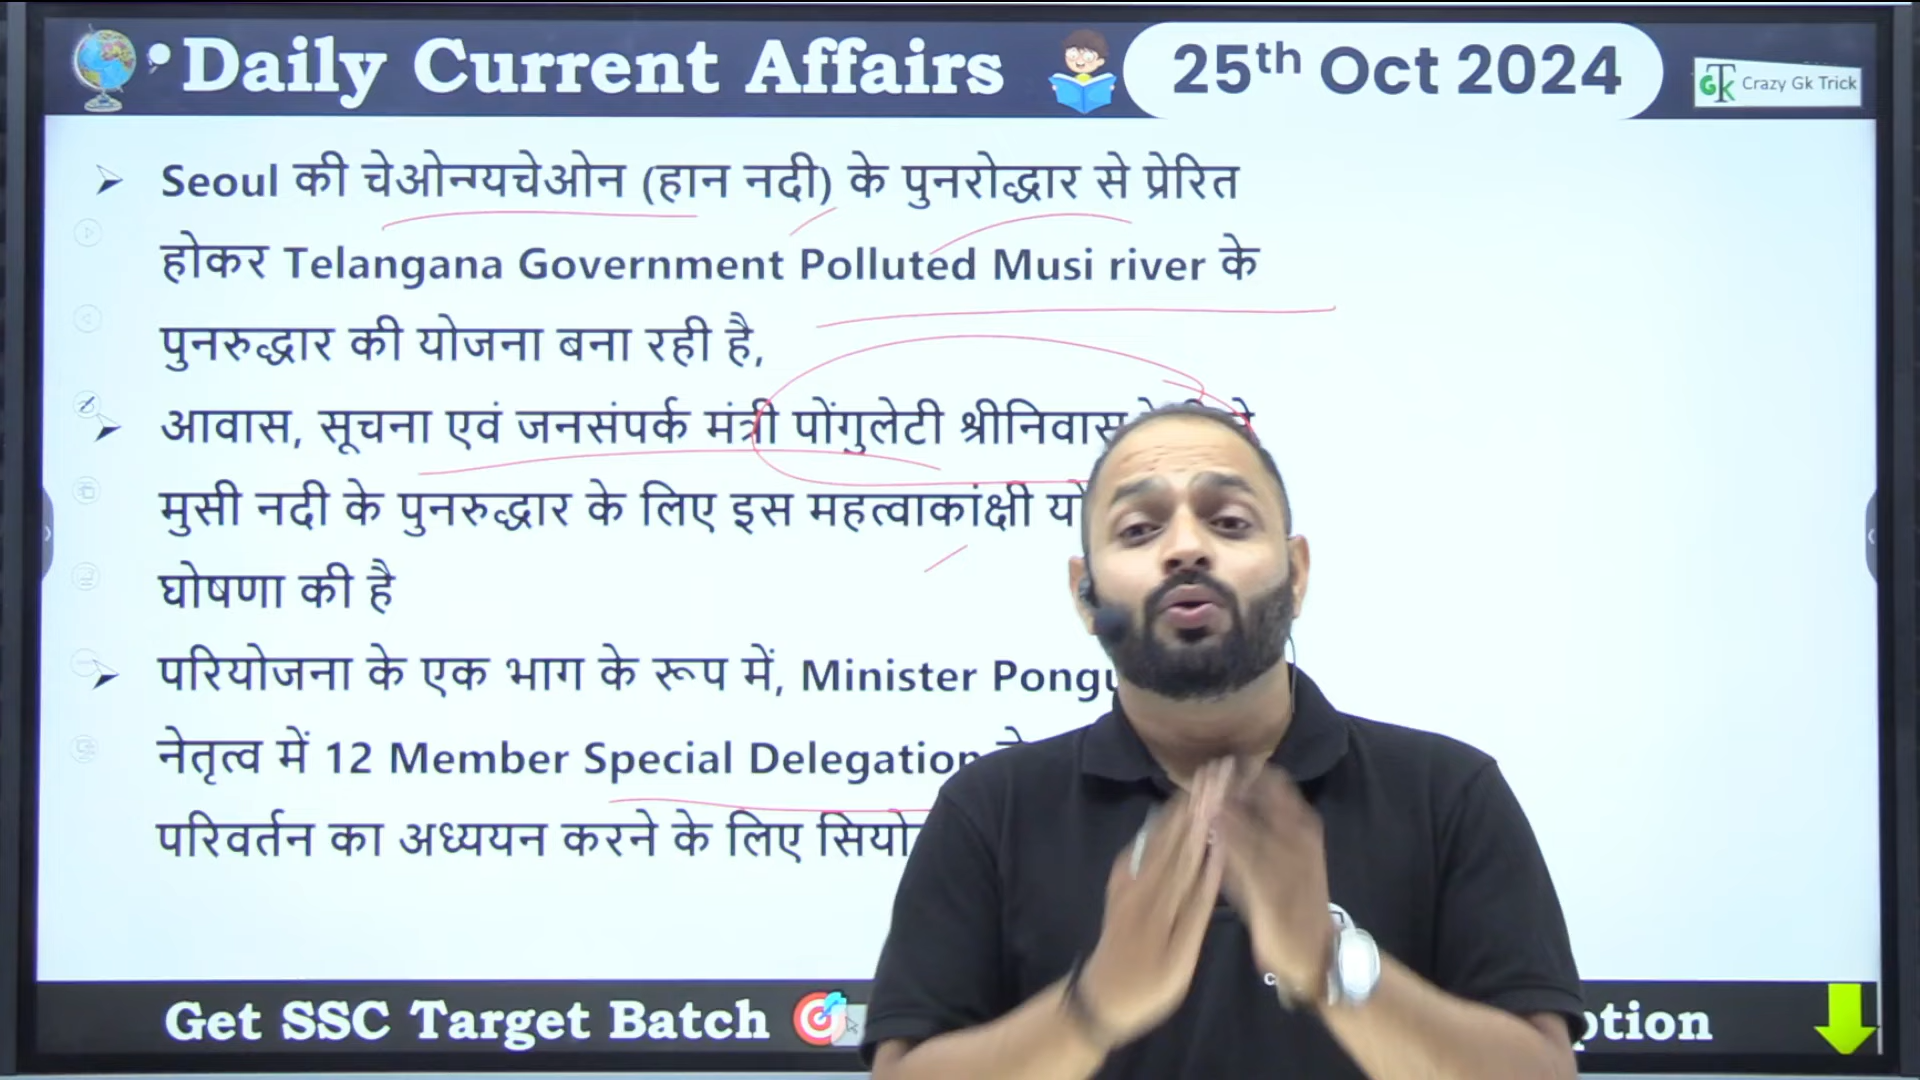 Daily Current Affairs
25th Oct 2024
GTK Crazy Gk Trick
Seoul की चेओन्ग्यचेओन (हान नदी) के पुनरोद्धार से प्रेरित
होकर Telangana Government Polluted Musi river के
पुनरुद्धार की योजना बना रही है,
आवास, सूचना एवं जनसंपर्क मंत्री पोंगुलेटी श्रीनिवास
मुसी नदी के पुनरुद्धार के लिए इस महत्वाकांक्षी
घोषणा की है
परियोजना के एक भाग के रूप में, Minister
नेतृत्व में 12 Member Special Delegation
परिवर्तन का अध्ययन करने के लिए
Get SSC Target Batch